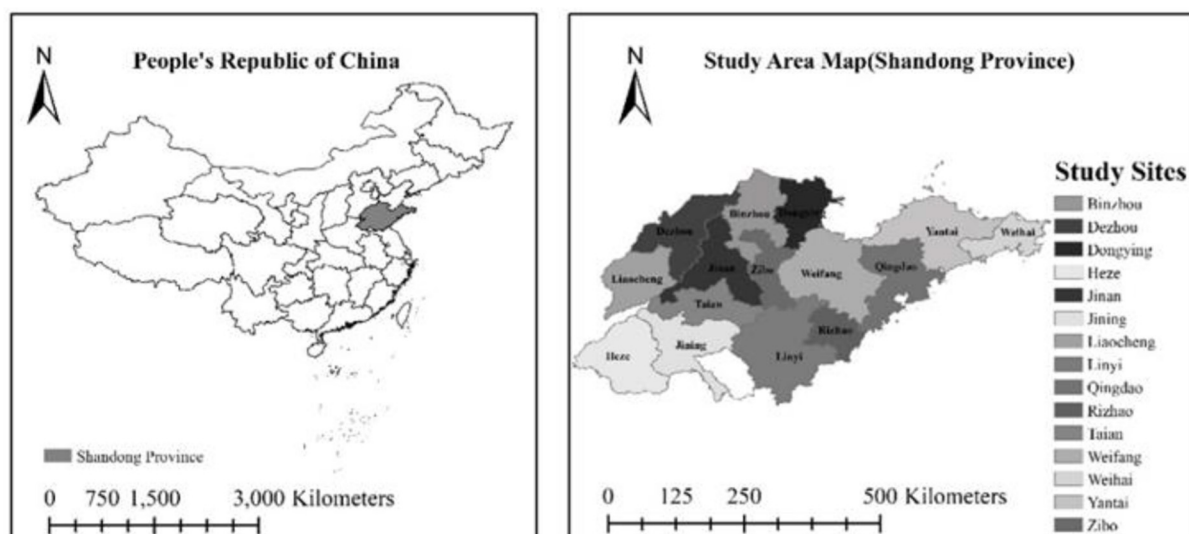 N
People's Republic of China
Shandong Province
0 750 1,500 3,000 Kilometers
N
Study Area Map(Shandong Province)
Binzhou
Dongying
Dezhou
Yantai
Weihai
Liaocheng
Jinan
Zibo
Weifang
Qingdao
Taian
Rizhao
Heze
Jining
Linyi
Study Sites
Binzhou
Dezhou
Dongying
Heze
Jinan
Jining
Liaocheng
Linyi
Qingdao
Rizhao
Taian
Weifang
Weihai
Yantai
Zibo
0 125 250 500 Kilometers